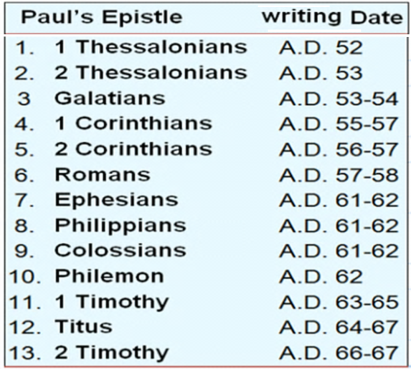 Paul's Epistle writing Date
1. 1 Thessalonians A.D. 52
2. 2 Thessalonians A.D. 53
3 Galatians A.D. 53-54
4. 1 Corinthians A.D. 55-57
5. 2 Corinthians A.D. 56-57
6. Romans A.D. 57-58
7. Ephesians A.D. 61-62
8. Philippians A.D. 61-62
9. Colossians A.D. 61-62
10. Philemon A.D. 62
11. 1 Timothy A.D. 63-65
12. Titus A.D. 64-67
13. 2 Timothy A.D. 66-67